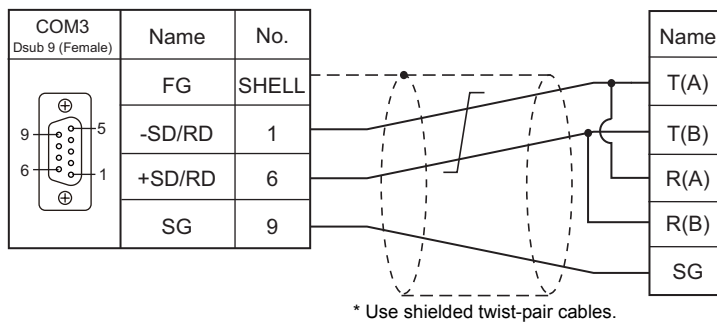 COM3
Dsub 9 (Female)
Name No.
FG SHELL
-SD/RD 1
+SD/RD 6
SG 9
9 5
6 1
Name
T(A)
T(B)
R(A)
R(B)
SG
* Use shielded twist-pair cables.